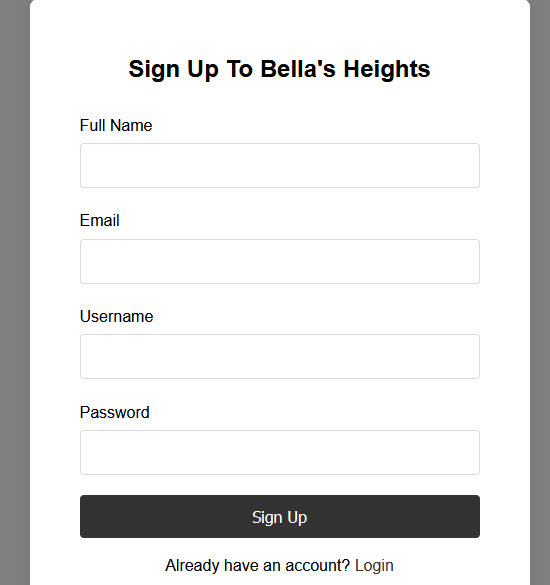 Sign Up To Bella's Heights
Full Name
Email
Username
Password
Sign Up
Already have an account? Login